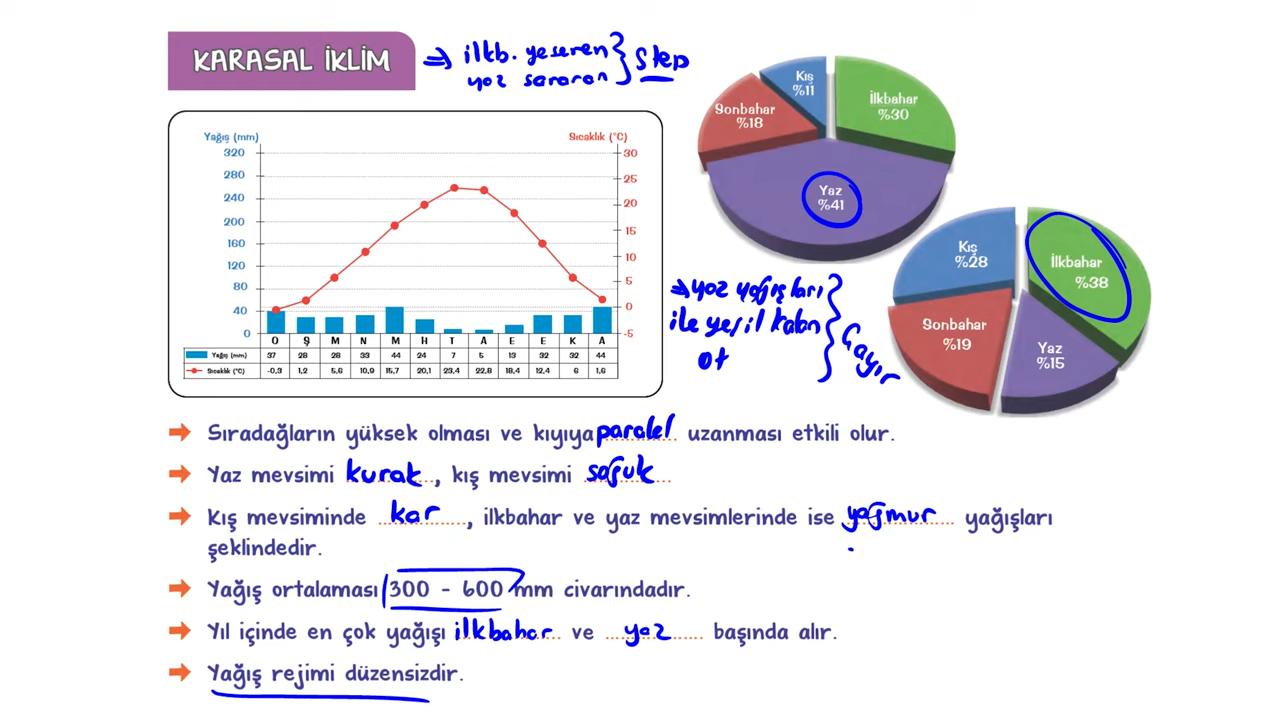 KARASAL İKLİM
⇒ ilkb. yeşeren
yaz sararan
Step
Yağış (mm)
Sıcaklık (°C)
320
280
240
200
160
120
80
40
0
30
25
20
15
10
5
0
-5
O Ş M N M H T A E E K A
Yağış (mm) 37 28 28 33 44 24 7 5 13 32 32 44
Sıcaklık (°C) -0,3 1,2 5,6 10,9 15,7 20,1 23,4 22,8 18,4 12,4 6 1,6
Kış
%11
İlkbahar
%30
Sonbahar
%18
Yaz
%41
Kış
%28
İlkbahar
%38
Sonbahar
%19
Yaz
%15
⇒ yaz yağışları
ile yeşil kalan
ot
Çayır
Sıradağların yüksek olması ve kıyıya paralel uzanması etkili olur.
Yaz mevsimi kurak, kış mevsimi soğuk
Kış mevsiminde kar, ilkbahar ve yaz mevsimlerinde ise yağmur yağışları
şeklindedir.
Yağış ortalaması 300 - 600 mm civarındadır.
Yıl içinde en çok yağışı ilkbahar ve yaz başında alır.
Yağış rejimi düzensizdir.